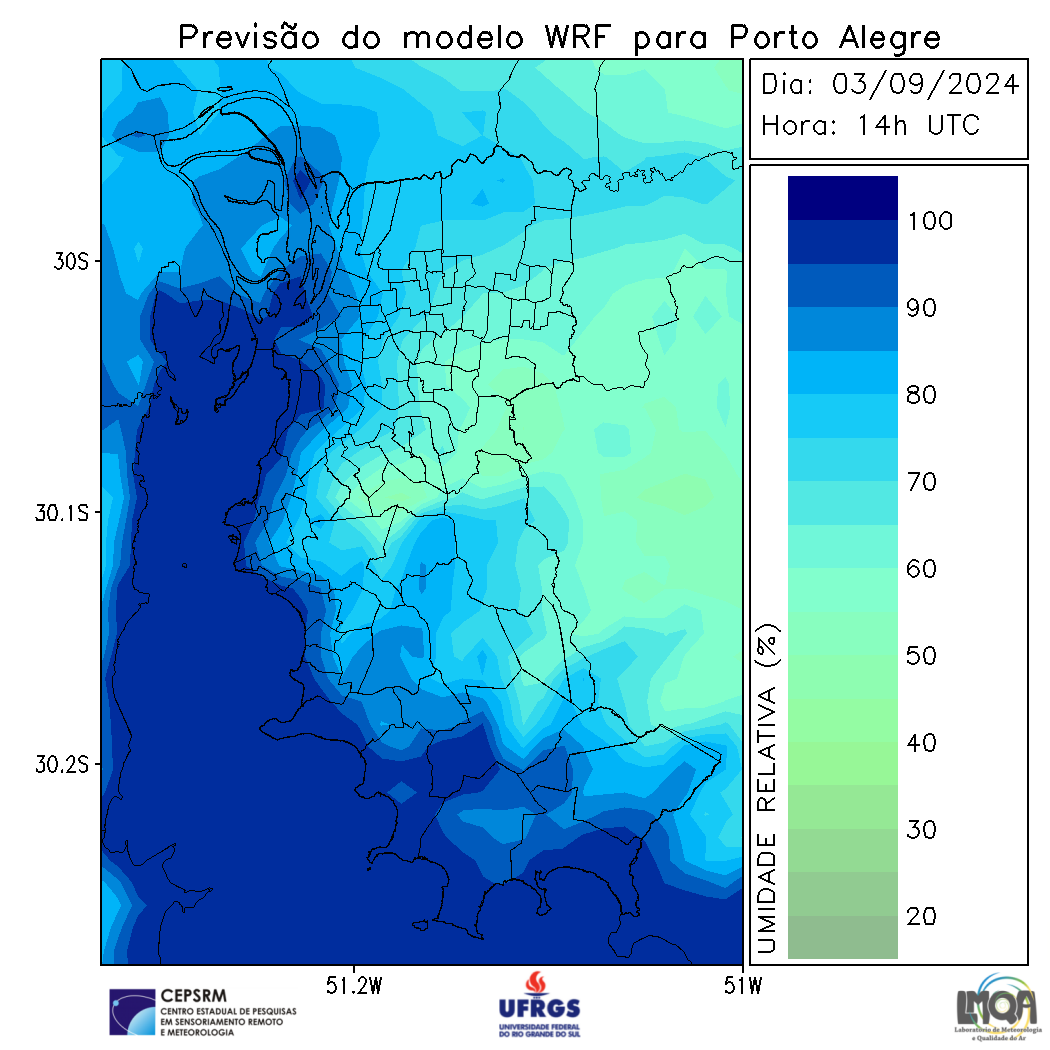 Previsão do modelo WRF para Porto Alegre
Dia: 03/09/2024
Hora: 14h UTC
30S
30.1S
30.2S
51.2W
51W
UMIDADE RELATIVA (%)
100
90
80
70
60
50
40
30
20
CEPSRM
CENTRO ESTADUAL DE PESQUISAS
EM SENSORIAMENTO REMOTO
E METEOROLOGIA
UFRGS
UNIVERSIDADE FEDERAL
DO RIO GRANDE DO SUL
LMQA
Laboratório de Meteorologia
e Qualidade do Ar